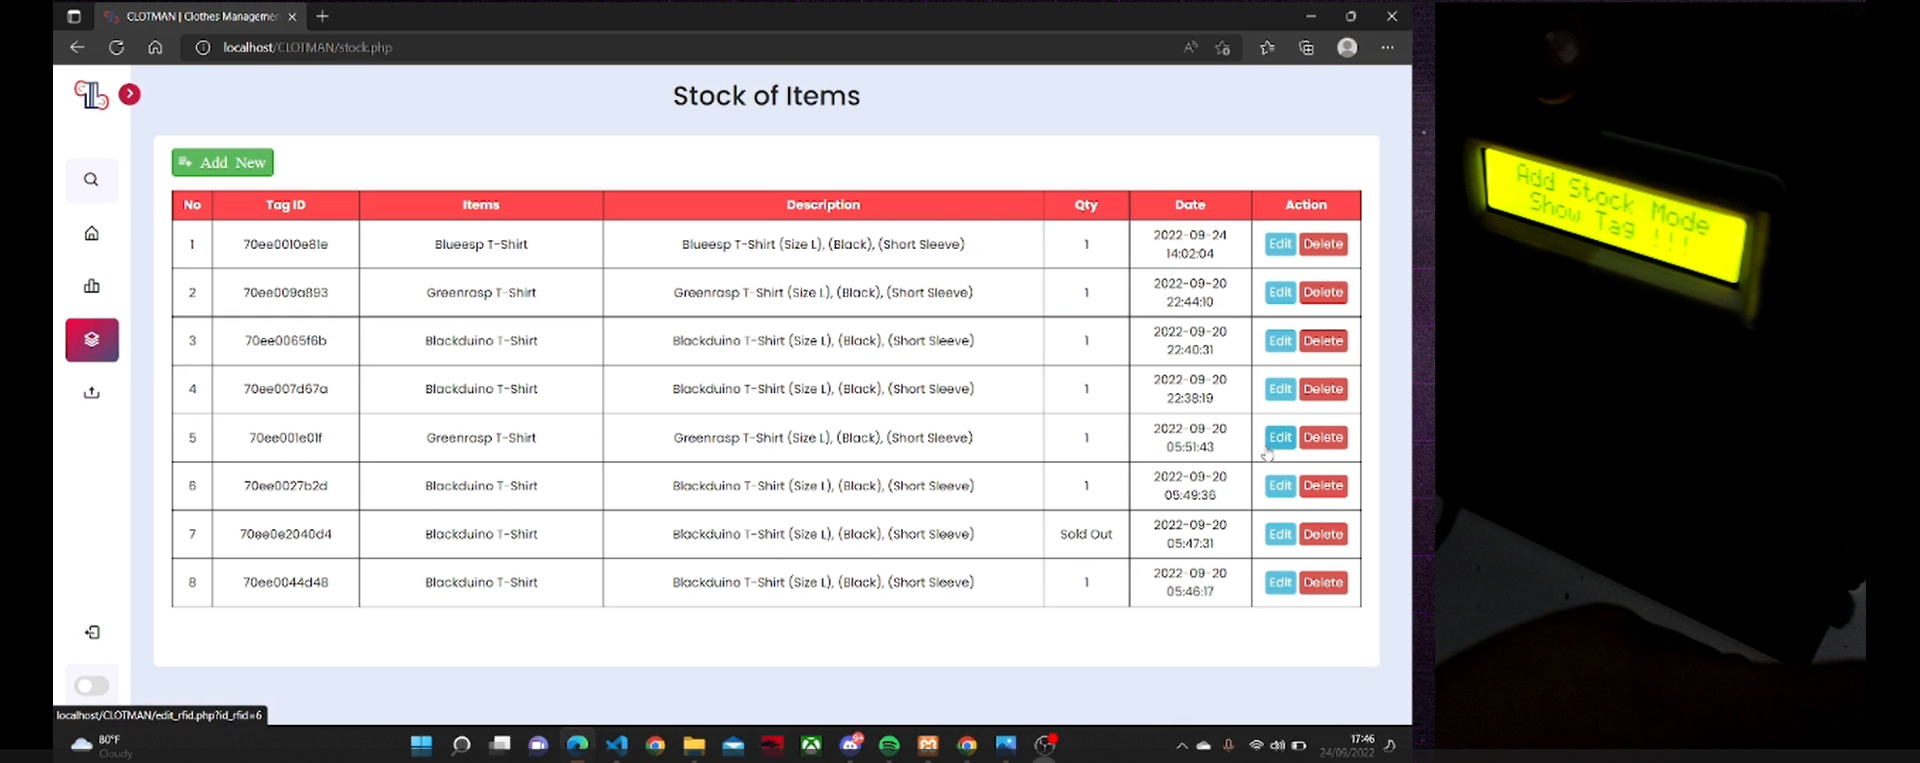 CLOTMAN | Clothes Managemen
localhost/CLOTMAN/stock.php
Stock of Items
Add New
No Tag ID Items Description Qty Date Action
1 70ee0010e81e Blueesp T-Shirt Blueesp T-Shirt (Size L), (Black), (Short Sleeve) 1 2022-09-24 14:02:04 Edit Delete
2 70ee009a893 Greenrasp T-Shirt Greenrasp T-Shirt (Size L), (Black), (Short Sleeve) 1 2022-09-20 22:44:10 Edit Delete
3 70ee0065f6b Blackduino T-Shirt Blackduino T-Shirt (Size L), (Black), (Short Sleeve) 1 2022-09-20 22:40:31 Edit Delete
4 70ee007d67a Blackduino T-Shirt Blackduino T-Shirt (Size L), (Black), (Short Sleeve) 1 2022-09-20 22:38:19 Edit Delete
5 70ee001e01f Greenrasp T-Shirt Greenrasp T-Shirt (Size L), (Black), (Short Sleeve) 1 2022-09-20 05:51:43 Edit Delete
6 70ee0027b2d Blackduino T-Shirt Blackduino T-Shirt (Size L), (Black), (Short Sleeve) 1 2022-09-20 05:49:36 Edit Delete
7 70ee0e2040d4 Blackduino T-Shirt Blackduino T-Shirt (Size L), (Black), (Short Sleeve) Sold Out 2022-09-20 05:47:31 Edit Delete
8 70ee0044d48 Blackduino T-Shirt Blackduino T-Shirt (Size L), (Black), (Short Sleeve) 1 2022-09-20 05:46:17 Edit Delete
localhost/CLOTMAN/edit_rfid.php?id_rfid=6
80°F
Cloudy
17:46
24/09/2022
Add Stock Mode
Show Tag !!!